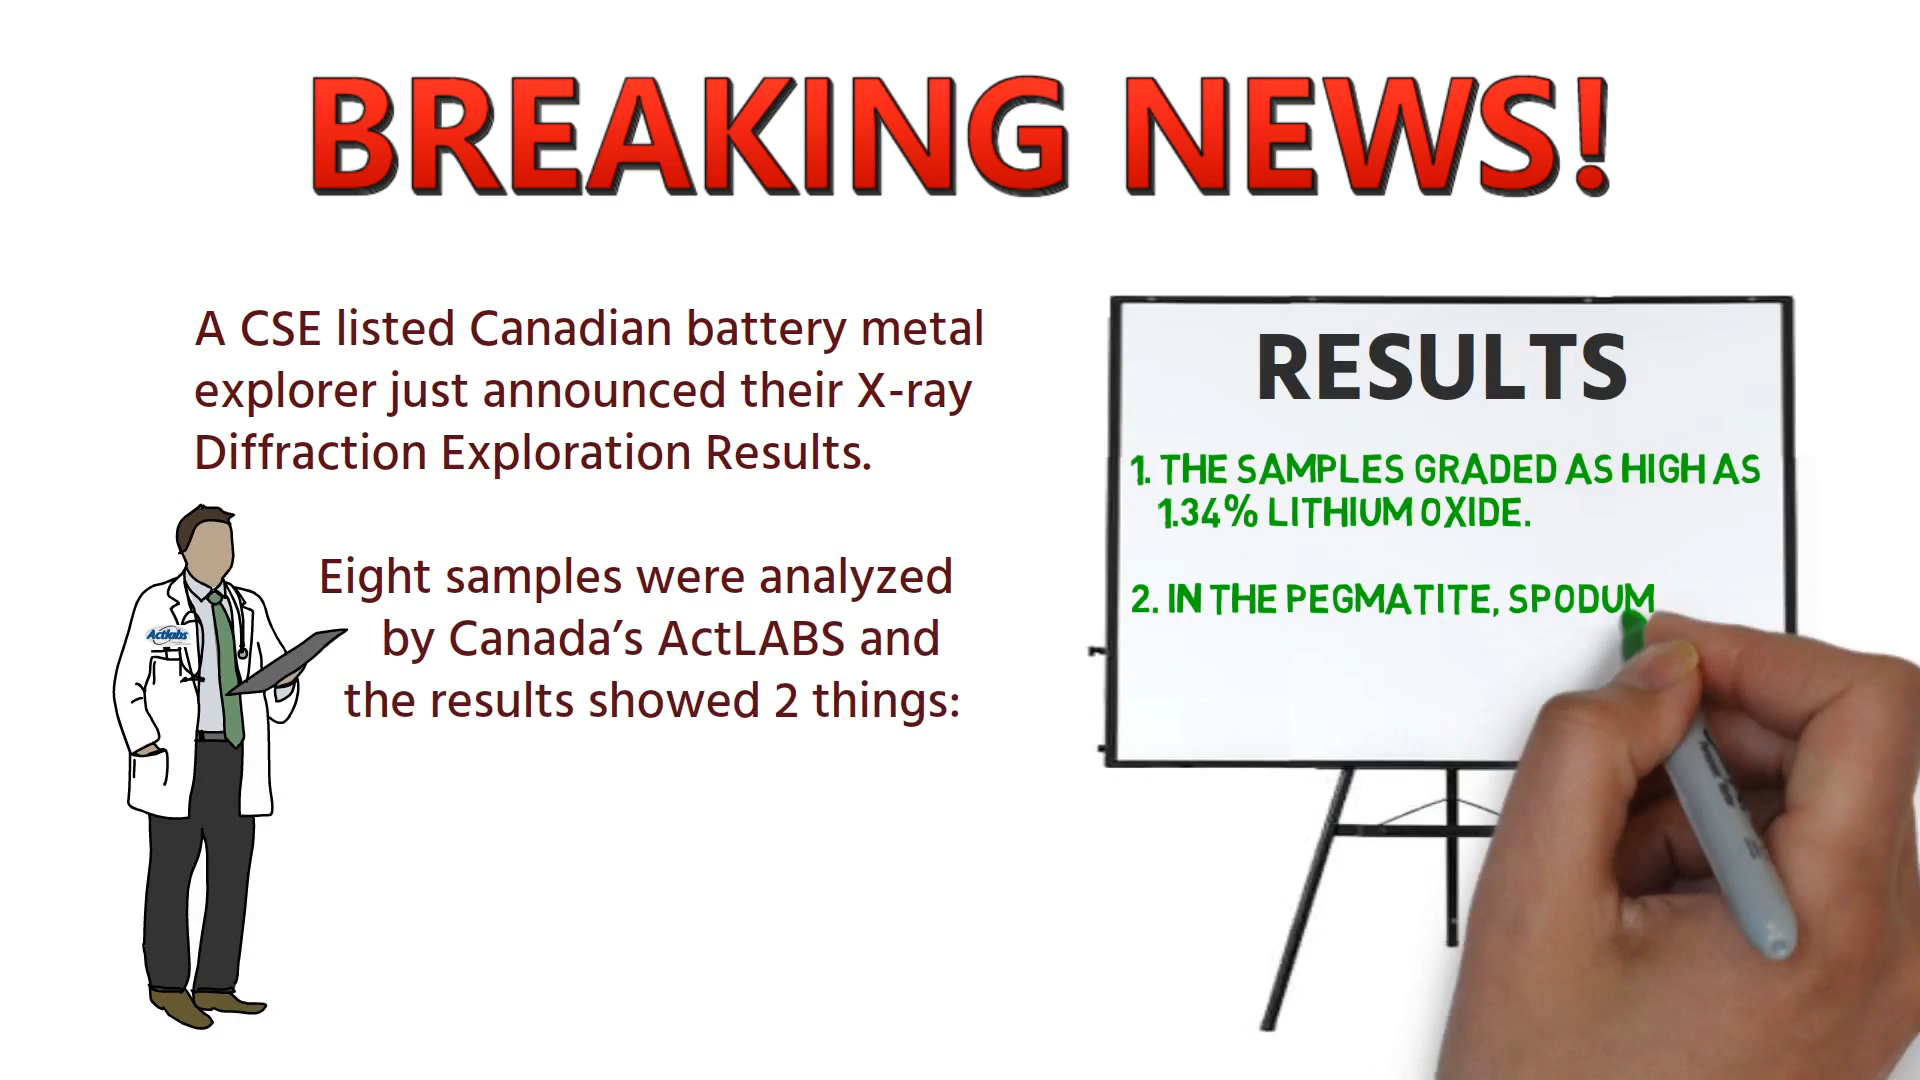 BREAKING NEWS!
A CSE listed Canadian battery metal
explorer just announced their X-ray
Diffraction Exploration Results.
Eight samples were analyzed
by Canada’s ActLABS and
the results showed 2 things:
Actlabs
RESULTS
1. THE SAMPLES GRADED AS HIGH AS
1.34% LITHIUM OXIDE.
2. IN THE PEGMATITE, SPODUM